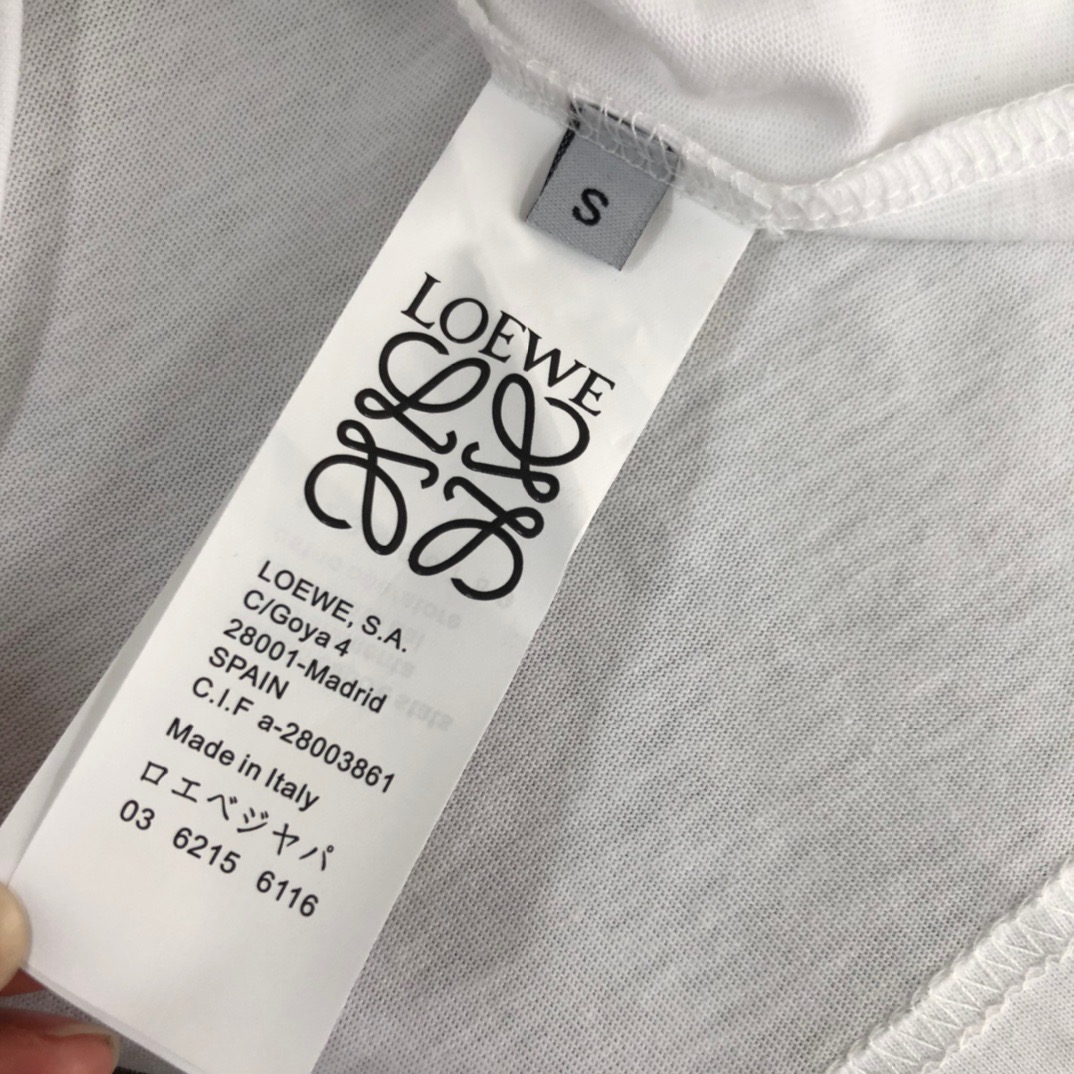 S
LOEWE
LOEWE, S.A.
C/Goya 4
28001-Madrid
SPAIN
C.I.F a-28003861
Made in Italy
ロエベジヤパ
03 6215 6116